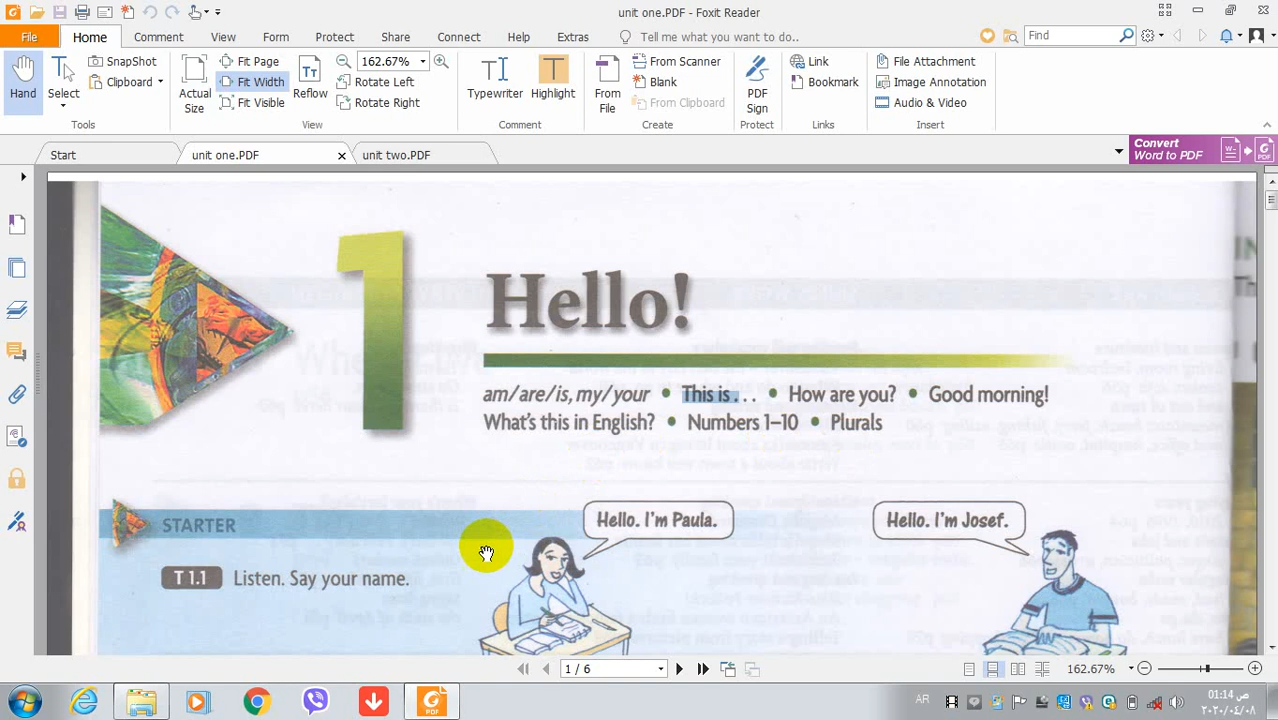 unit one.PDF - Foxit Reader
File Home Comment View Form Protect Share Connect Help Extras Tell me what you want to do.. Find
Hand
Select
SnapShot
Clipboard
Tools
Actual Size
Fit Page
Fit Width
Fit Visible
Reflow
162.67%
Rotate Left
Rotate Right
View
Typewriter
Highlight
Comment
From File
From Scanner
Blank
From Clipboard
Create
PDF Sign
Protect
Link
Bookmark
Links
File Attachment
Image Annotation
Audio & Video
Insert
Start unit one.PDF unit two.PDF
Convert
Word to PDF
1
Hello!
am/are/is, my/your • This is . . . • How are you? • Good morning!
What's this in English? • Numbers 1–10 • Plurals
STARTER
Hello. I'm Paula.
Hello. I'm Josef.
T 1.1 Listen. Say your name.
1 / 6
162.67%
PDF
AR
01:14 ص
٢٠٢٠/٠٤/٠٨